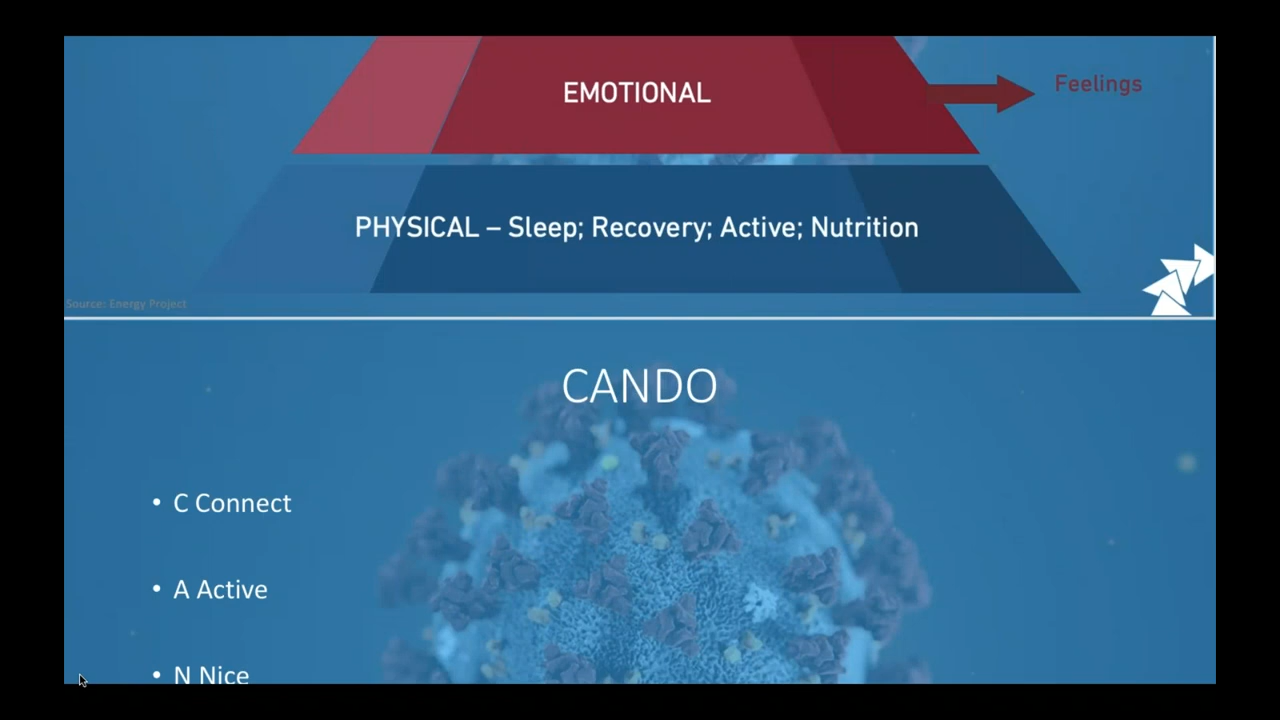 EMOTIONAL
Feelings
PHYSICAL – Sleep; Recovery; Active; Nutrition
Source: Energy Project
CANDO
• C Connect
• A Active
• N Nice